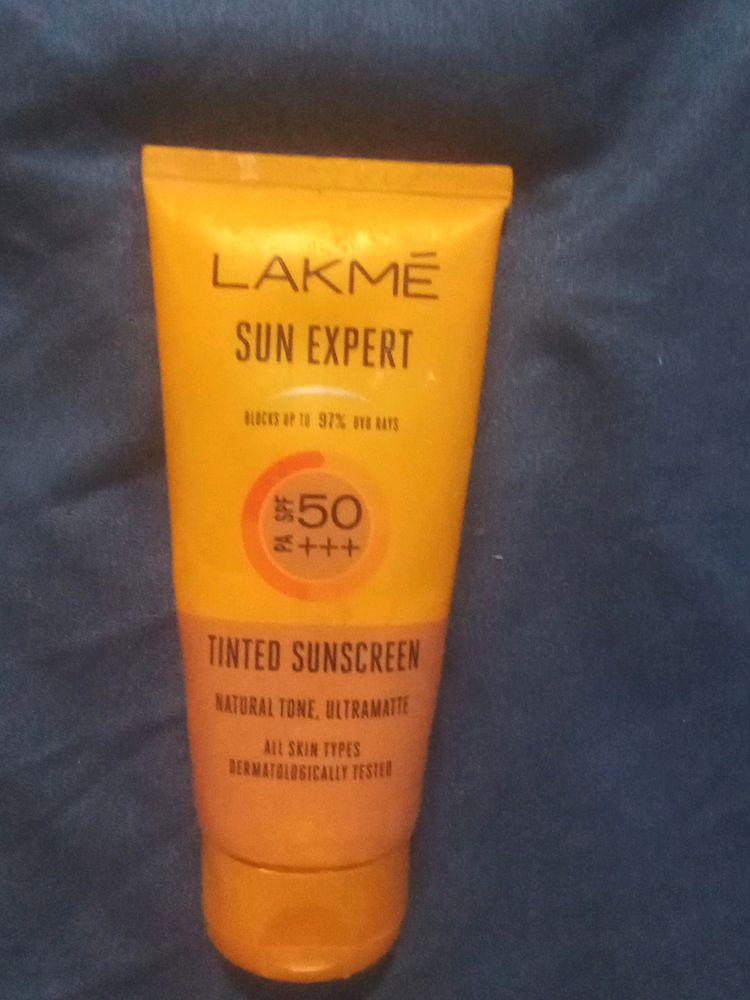 LAKMÉ
SUN EXPERT
BLOCKS UP TO 97% UVB RAYS
SPF 50
PA +++
TINTED SUNSCREEN
NATURAL TONE, ULTRAMATTE
ALL SKIN TYPES
DERMATOLOGICALLY TESTED